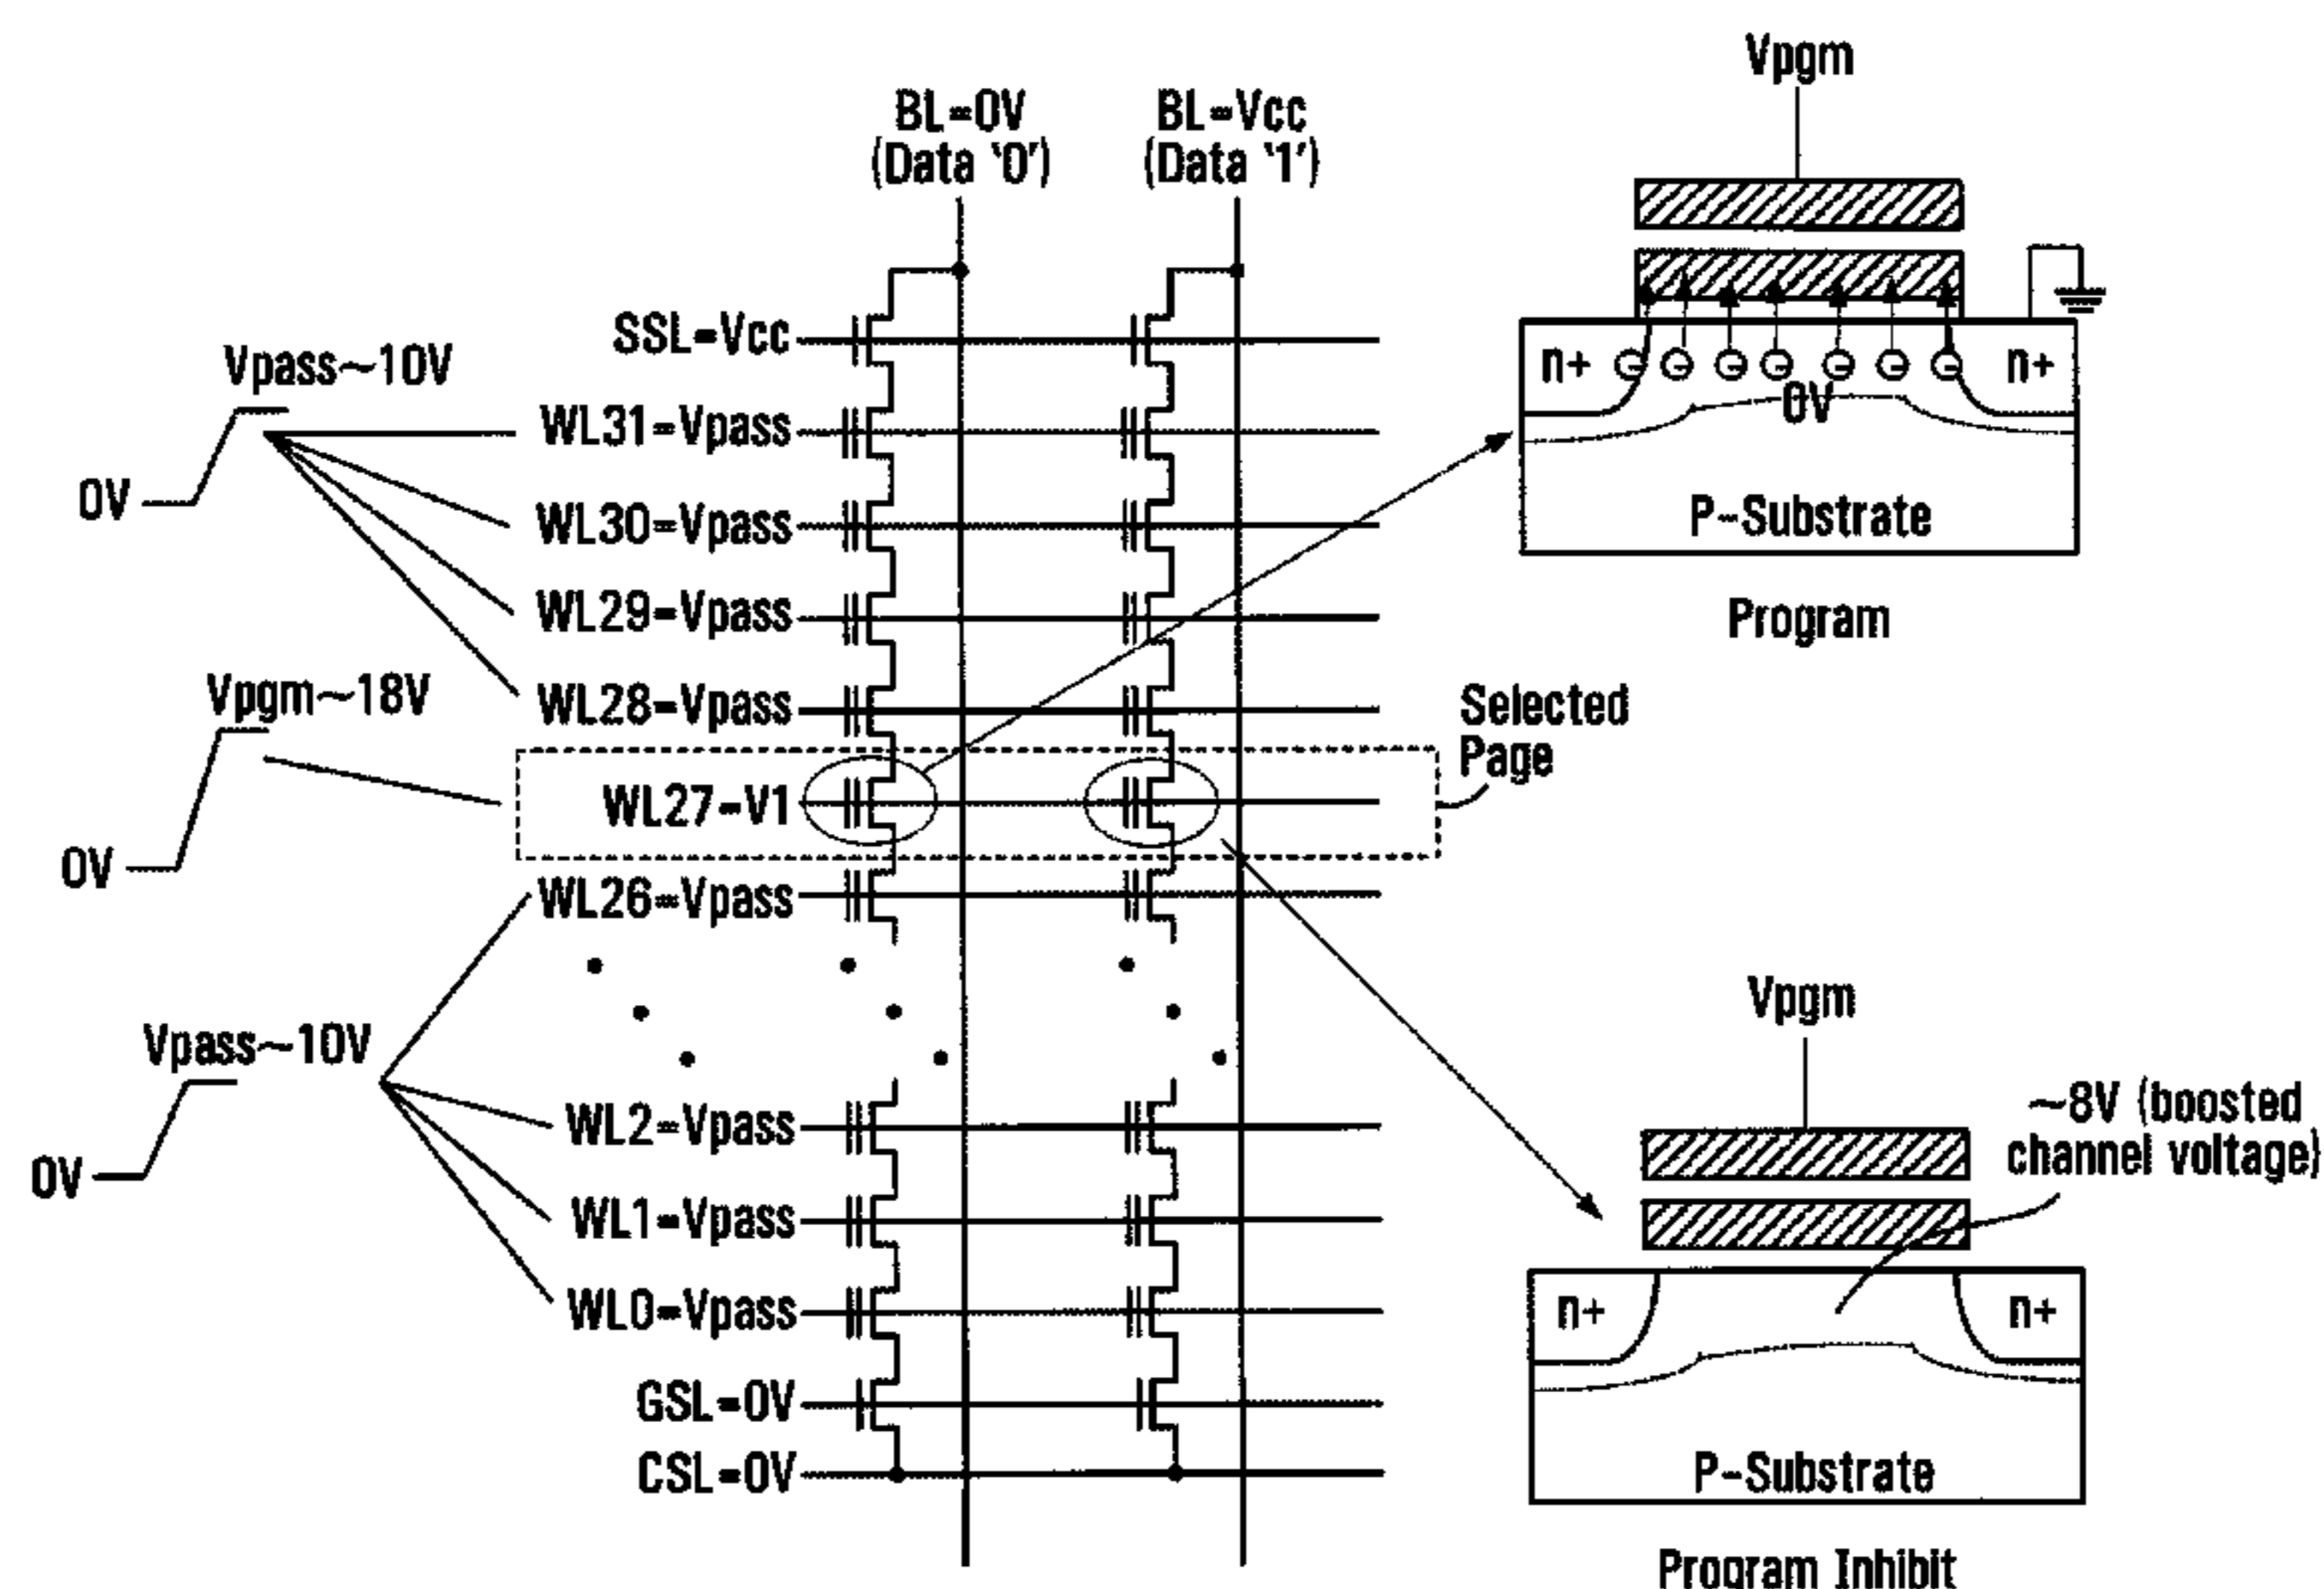 BL=0V
(Data '0')
BL=Vcc
(Data '1')
SSL=Vcc
Vpass~10V
0V
WL31=Vpass
WL30=Vpass
WL29=Vpass
WL28=Vpass
Vpgm~18V
0V
WL27=V1
Selected
Page
WL26=Vpass
Vpass~10V
0V
WL2=Vpass
WL1=Vpass
WL0=Vpass
GSL=0V
CSL=0V
Vpgm
n+
n+
0V
P-Substrate
Program
Vpgm
~8V (boosted
channel voltage)
n+
n+
P-Substrate
Program Inhibit